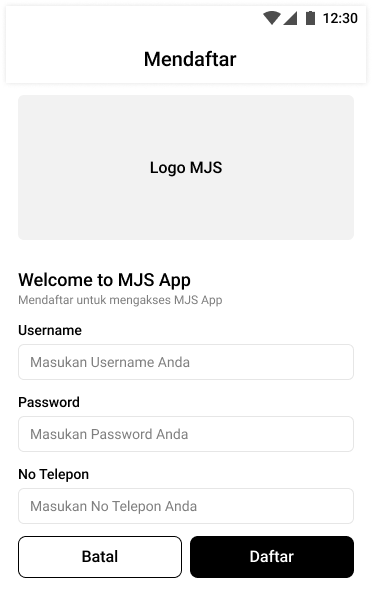 12:30
Mendaftar
Logo MJS
Welcome to MJS App
Mendaftar untuk mengakses MJS App
Username
Masukan Username Anda
Password
Masukan Password Anda
No Telepon
Masukan No Telepon Anda
Batal Daftar